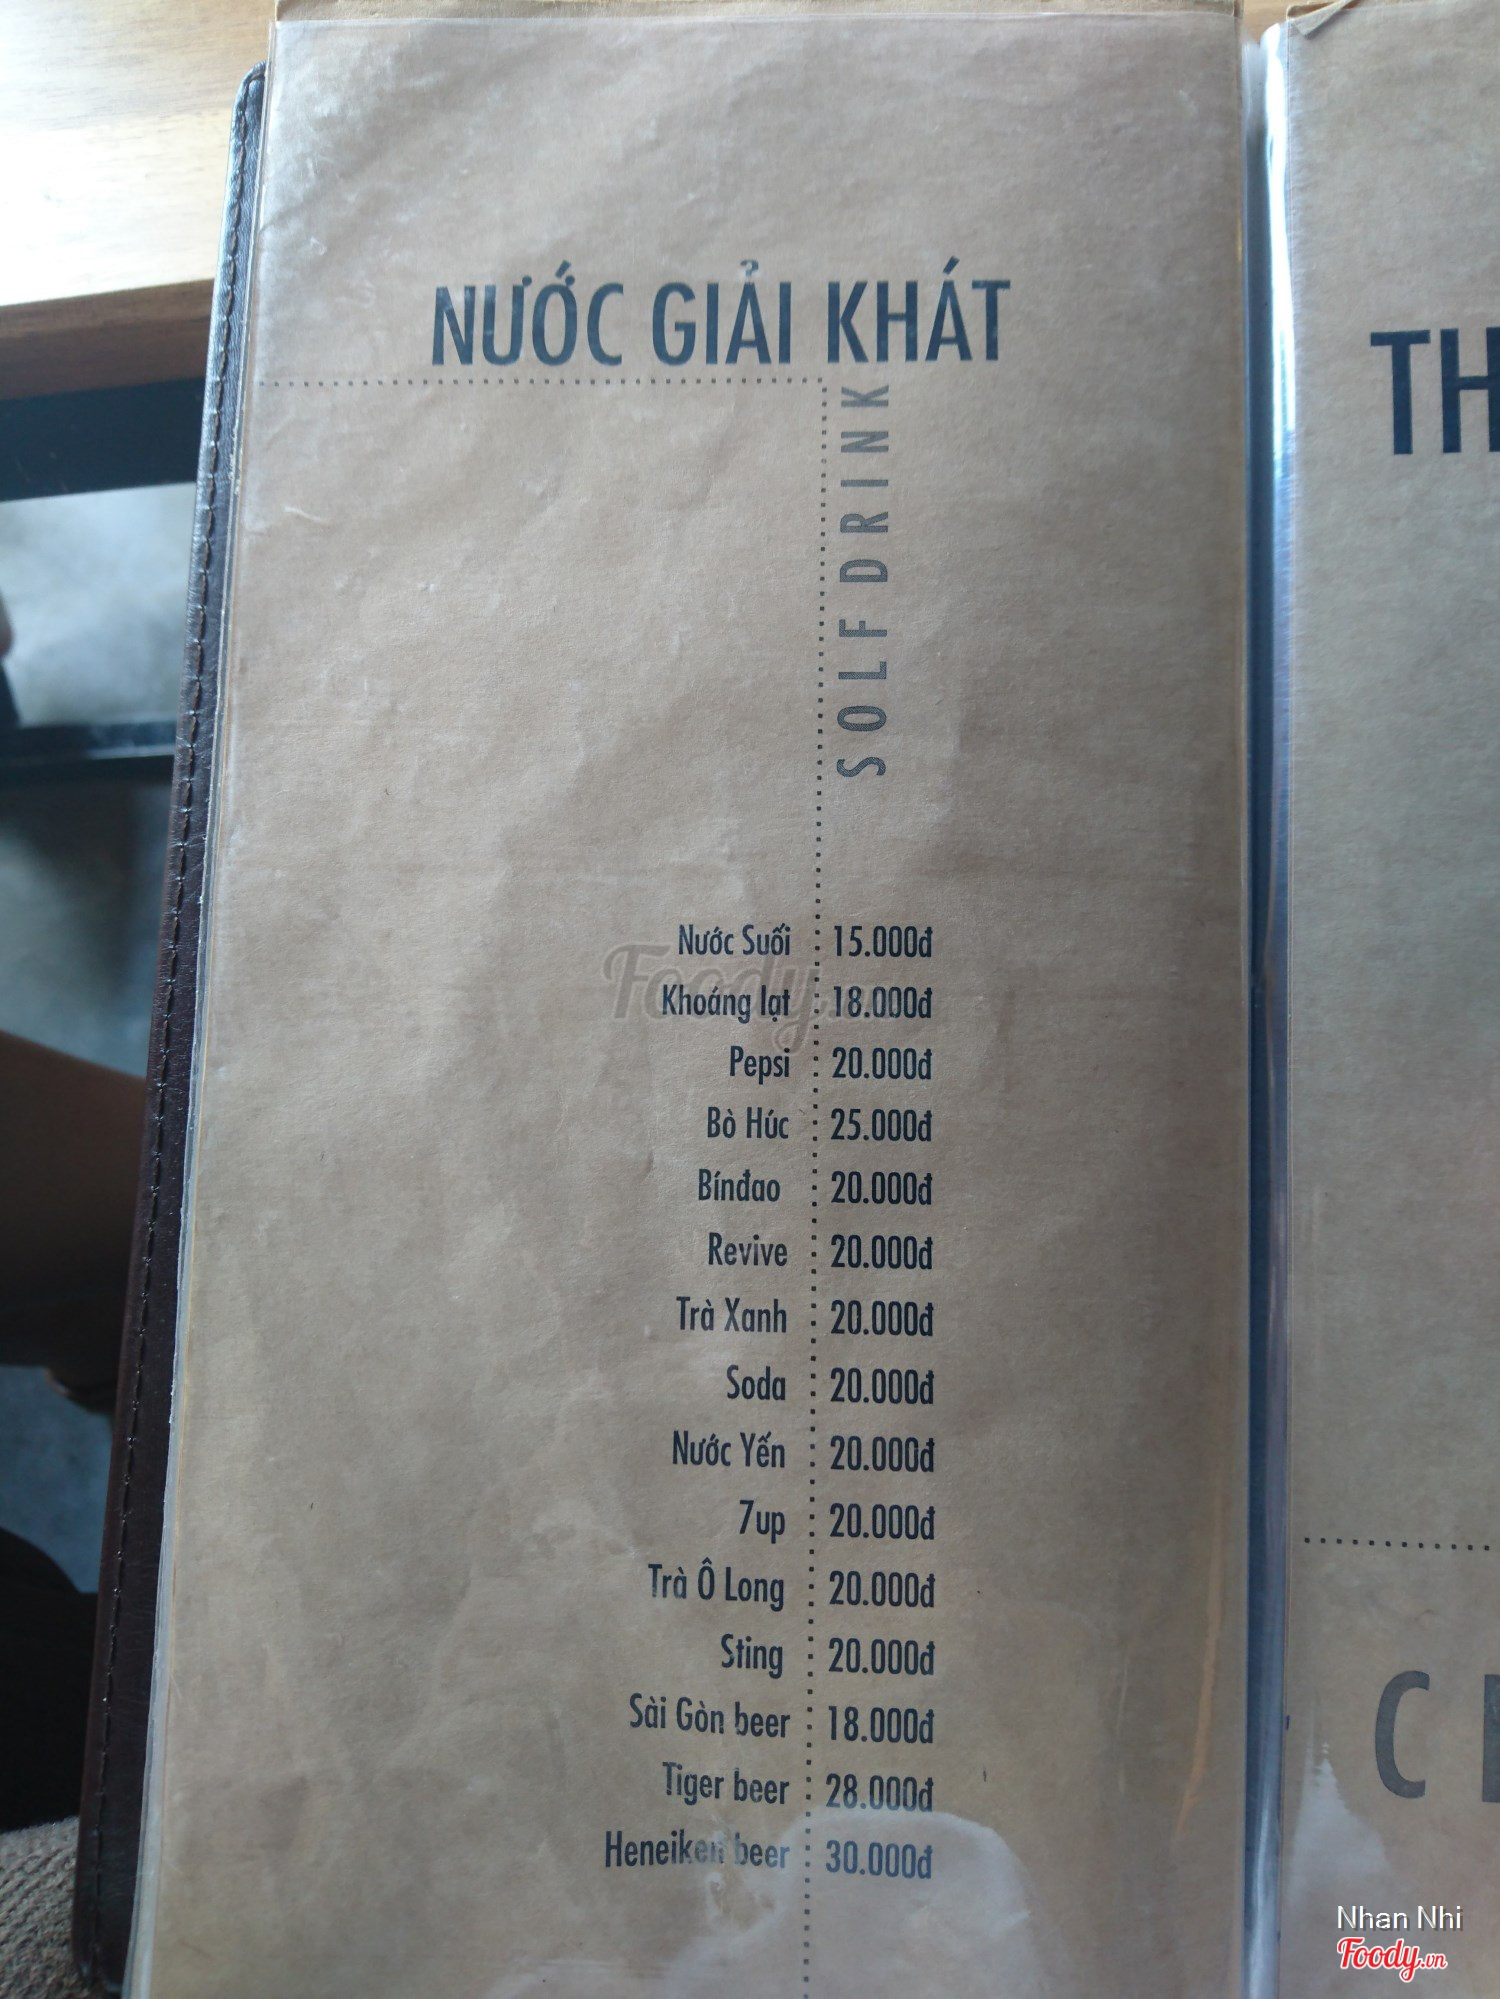 NƯỚC GIẢI KHÁT
SOLF DRINK
Nước Suối : 15.000đ
Khoáng lạt : 18.000đ
Pepsi : 20.000đ
Bò Húc : 25.000đ
Bínđao : 20.000đ
Revive : 20.000đ
Trà Xanh : 20.000đ
Soda : 20.000đ
Nước Yến : 20.000đ
7up : 20.000đ
Trà Ô Long : 20.000đ
Sting : 20.000đ
Sài Gòn beer : 18.000đ
Tiger beer : 28.000đ
Heneiken beer : 30.000đ
TH
C
Foody.vn
Nhan Nhi
Foody.vn